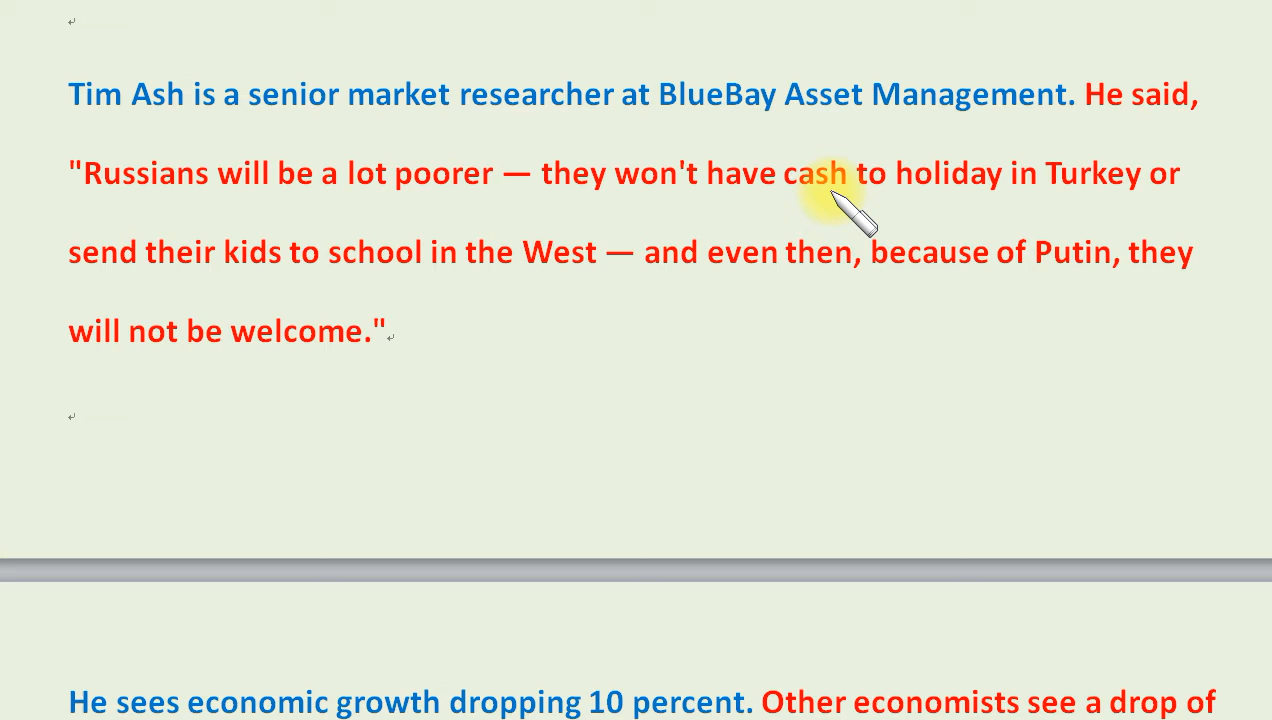 Tim Ash is a senior market researcher at BlueBay Asset Management. He said,
"Russians will be a lot poorer — they won't have cash to holiday in Turkey or
send their kids to school in the West — and even then, because of Putin, they
will not be welcome."
He sees economic growth dropping 10 percent. Other economists see a drop of